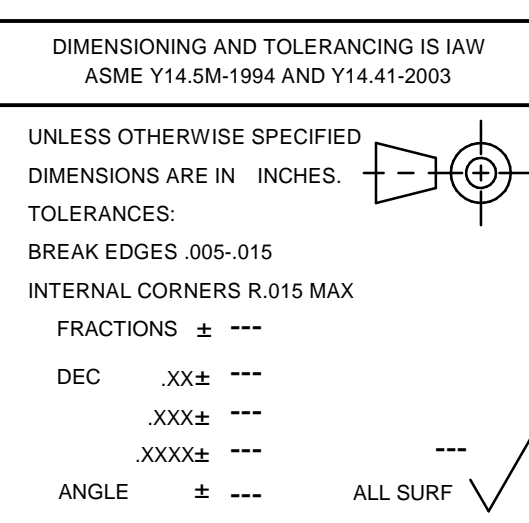 DIMENSIONING AND TOLERANCING IS IAW
ASME Y14.5M-1994 AND Y14.41-2003
UNLESS OTHERWISE SPECIFIED
DIMENSIONS ARE IN INCHES.
TOLERANCES:
BREAK EDGES .005-.015
INTERNAL CORNERS R.015 MAX
FRACTIONS ± ---
DEC .XX± ---
.XXX± ---
.XXXX± --- ---
ANGLE ± --- ALL SURF